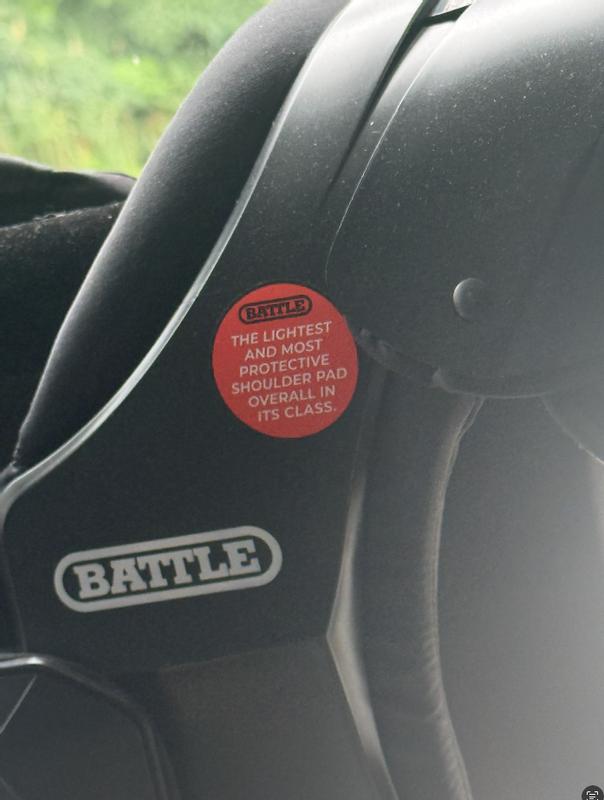 BATTLE
THE LIGHTEST
AND MOST
PROTECTIVE
SHOULDER PAD
OVERALL IN
ITS CLASS.
BATTLE